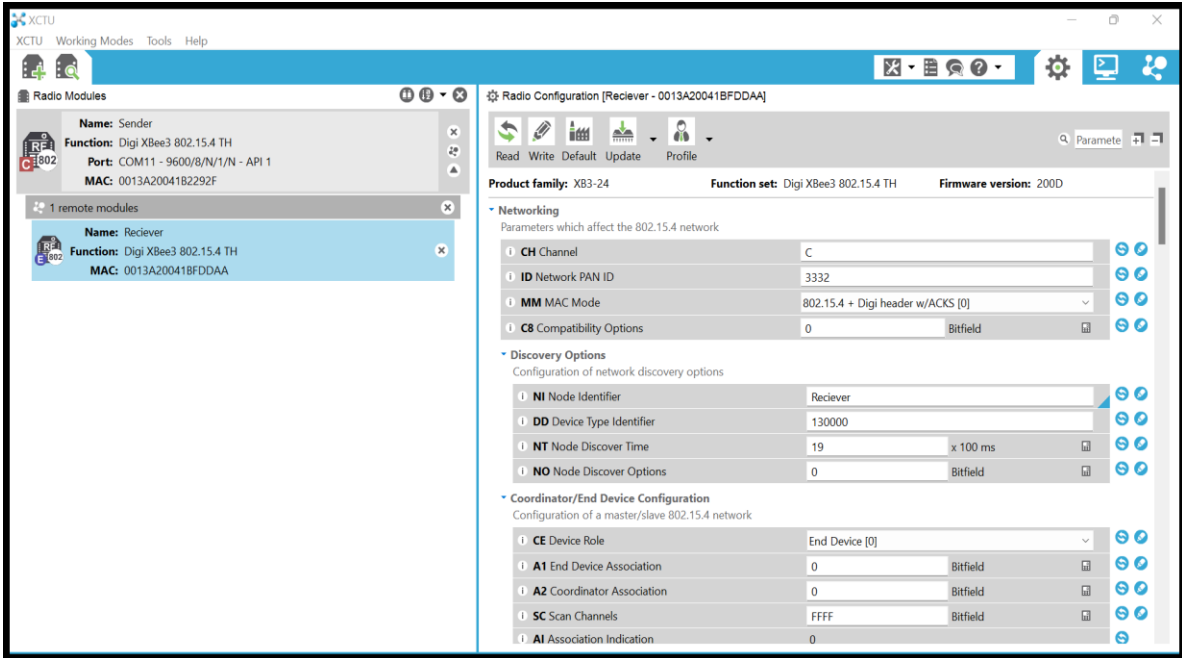 XCTU
XCTU Working Modes Tools Help
Radio Modules
Name: Sender
Function: Digi XBee3 802.15.4 TH
Port: COM11 - 9600/8/N/1/N - API 1
MAC: 0013A20041B2292F
RF
C 802
1 remote modules
Name: Reciever
Function: Digi XBee3 802.15.4 TH
MAC: 0013A20041BFDDAA
RF
E 802
Radio Configuration [Reciever - 0013A20041BFDDAA]
Read Write Default Update Profile
Paramete
Product family: XB3-24 Function set: Digi XBee3 802.15.4 TH Firmware version: 200D
Networking
Parameters which affect the 802.15.4 network
i CH Channel C
i ID Network PAN ID 3332
i MM MAC Mode 802.15.4 + Digi header w/ACKS [0]
i C8 Compatibility Options 0 Bitfield
Discovery Options
Configuration of network discovery options
i NI Node Identifier Reciever
i DD Device Type Identifier 130000
i NT Node Discover Time 19 x 100 ms
i NO Node Discover Options 0 Bitfield
Coordinator/End Device Configuration
Configuration of a master/slave 802.15.4 network
i CE Device Role End Device [0]
i A1 End Device Association 0 Bitfield
i A2 Coordinator Association 0 Bitfield
i SC Scan Channels FFFF Bitfield
i AI Association Indication 0